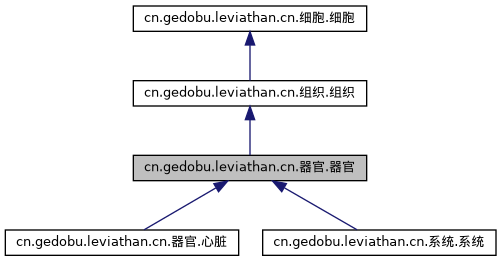 cn.gedobu.leviathan.cn.细胞.细胞
cn.gedobu.leviathan.cn.组织.组织
cn.gedobu.leviathan.cn.器官.器官
cn.gedobu.leviathan.cn.器官.心脏
cn.gedobu.leviathan.cn.系统.系统